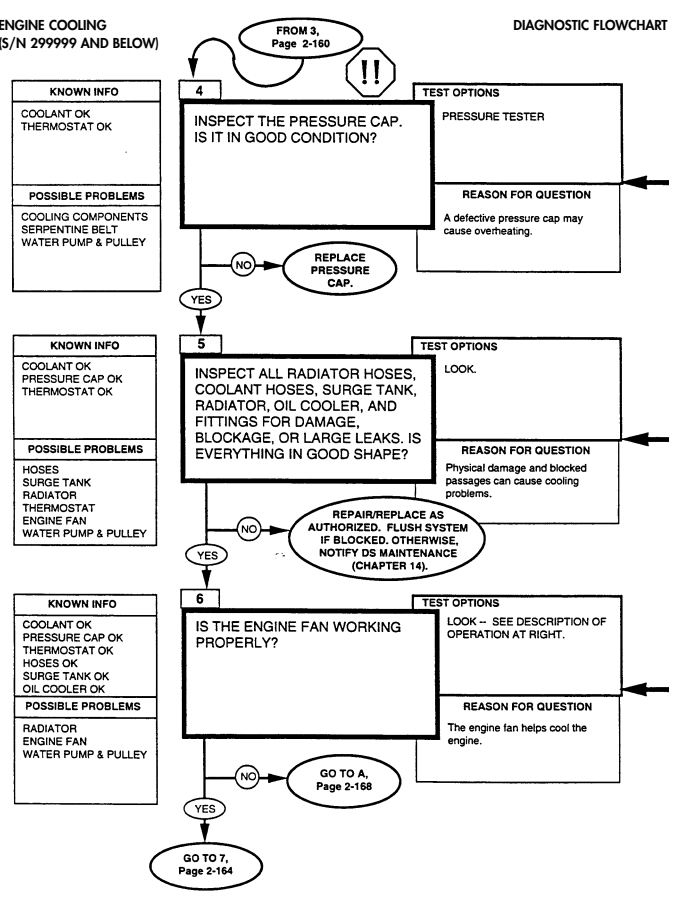 ENGINE COOLING
(S/N 299999 AND BELOW)
DIAGNOSTIC FLOWCHART
FROM 3,
Page 2-160
!!
KNOWN INFO
COOLANT OK
THERMOSTAT OK
POSSIBLE PROBLEMS
COOLING COMPONENTS
SERPENTINE BELT
WATER PUMP & PULLEY
4
INSPECT THE PRESSURE CAP.
IS IT IN GOOD CONDITION?
TEST OPTIONS
PRESSURE TESTER
REASON FOR QUESTION
A defective pressure cap may
cause overheating.
NO
REPLACE
PRESSURE
CAP.
YES
KNOWN INFO
COOLANT OK
PRESSURE CAP OK
THERMOSTAT OK
POSSIBLE PROBLEMS
HOSES
SURGE TANK
RADIATOR
THERMOSTAT
ENGINE FAN
WATER PUMP & PULLEY
5
INSPECT ALL RADIATOR HOSES,
COOLANT HOSES, SURGE TANK,
RADIATOR, OIL COOLER, AND
FITTINGS FOR DAMAGE,
BLOCKAGE, OR LARGE LEAKS. IS
EVERYTHING IN GOOD SHAPE?
TEST OPTIONS
LOOK.
REASON FOR QUESTION
Physical damage and blocked
passages can cause cooling
problems.
NO
REPAIR/REPLACE AS
AUTHORIZED. FLUSH SYSTEM
IF BLOCKED. OTHERWISE,
NOTIFY DS MAINTENANCE
(CHAPTER 14).
YES
KNOWN INFO
COOLANT OK
PRESSURE CAP OK
THERMOSTAT OK
HOSES OK
SURGE TANK OK
OIL COOLER OK
POSSIBLE PROBLEMS
RADIATOR
ENGINE FAN
WATER PUMP & PULLEY
6
IS THE ENGINE FAN WORKING
PROPERLY?
TEST OPTIONS
LOOK -- SEE DESCRIPTION OF
OPERATION AT RIGHT.
REASON FOR QUESTION
The engine fan helps cool the
engine.
NO
GO TO A,
Page 2-168
YES
GO TO 7,
Page 2-164